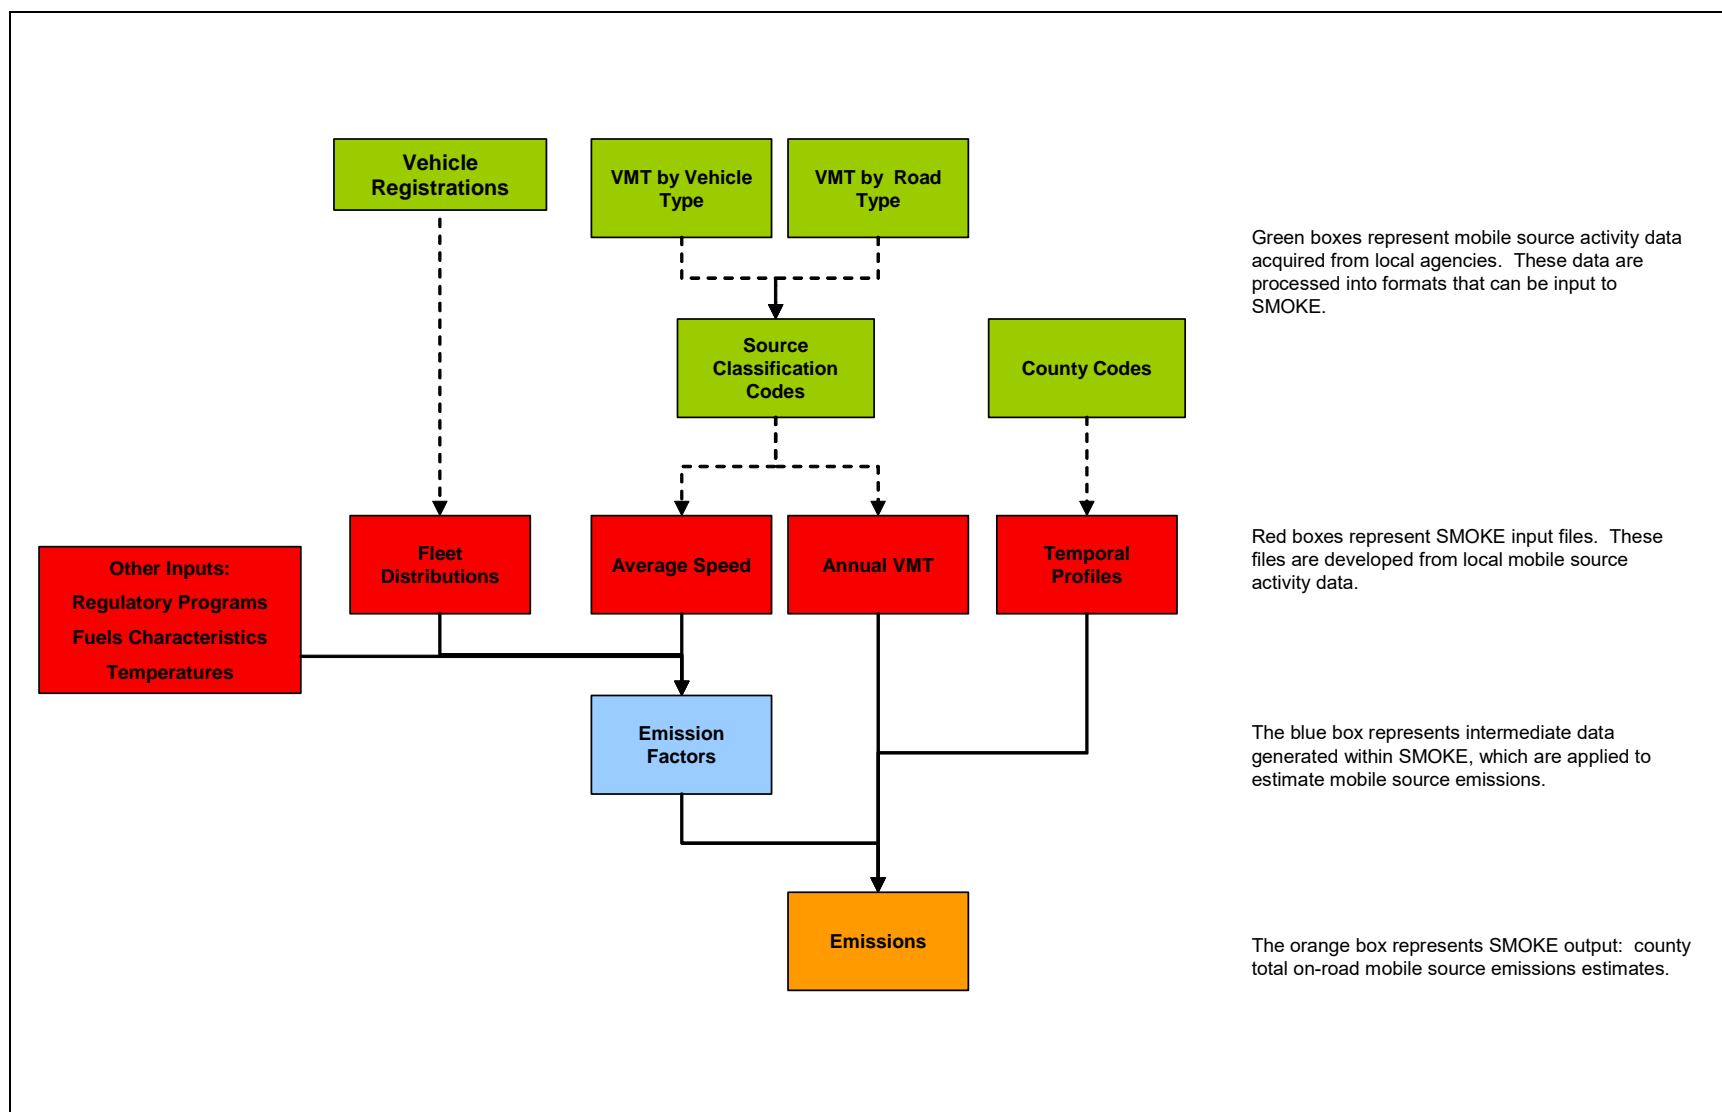 Vehicle
Registrations
VMT by Vehicle
Type
VMT by  Road
Type
Green boxes represent mobile source activity data
acquired from local agencies.  These data are
processed into formats that can be input to
SMOKE.
Source
Classification
Codes
County Codes
Other Inputs:
Regulatory Programs
Fuels Characteristics
Temperatures
Fleet
Distributions
Average Speed
Annual VMT
Temporal
Profiles
Red boxes represent SMOKE input files.  These
files are developed from local mobile source
activity data.
Emission
Factors
The blue box represents intermediate data
generated within SMOKE, which are applied to
estimate mobile source emissions.
Emissions
The orange box represents SMOKE output:  county
total on-road mobile source emissions estimates.